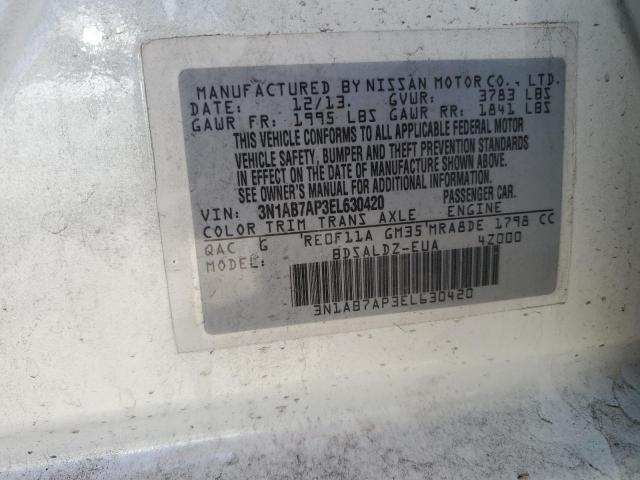 MANUFACTURED BY NISSAN MOTOR CO., LTD.
DATE: 12/13. GVWR: 3783 LBS
GAWR FR: 1995 LBS GAWR RR: 1841 LBS
THIS VEHICLE CONFORMS TO ALL APPLICABLE FEDERAL MOTOR
VEHICLE SAFETY, BUMPER AND THEFT PREVENTION STANDARDS
IN EFFECT ON THE DATE OF MANUFACTURE SHOWN ABOVE.
SEE OWNER'S MANUAL FOR ADDITIONAL INFORMATION.
VIN: 3N1AB7AP3EL630420 PASSENGER CAR.
COLOR TRIM TRANS AXLE ENGINE
QAC G RE0F11A GM35 MRA8DE 1798 CC
MODEL: BDSALDZ-EUA 4Z000
3N1AB7AP3EL630420